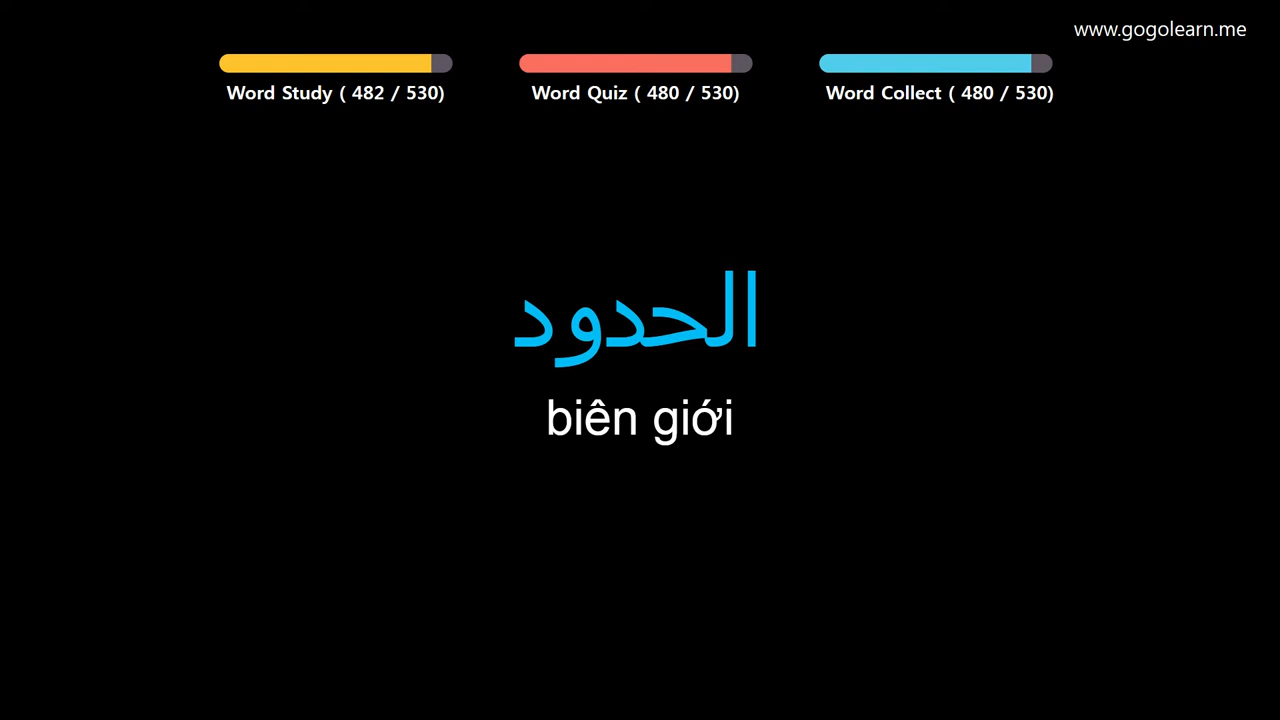 www.gogolearn.me
Word Study ( 482 / 530)
Word Quiz ( 480 / 530)
Word Collect ( 480 / 530)
الحدود
biên giới